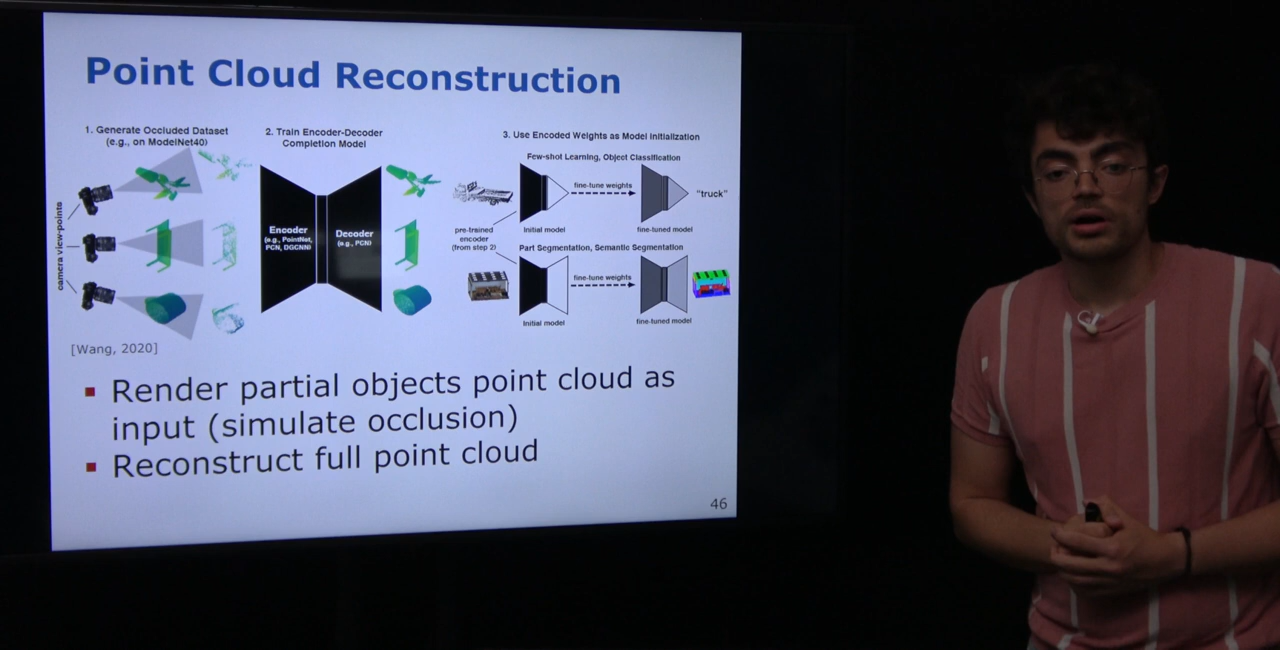 Point Cloud Reconstruction
1. Generate Occluded Dataset
(e.g., on ModelNet40)
camera view-points
2. Train Encoder-Decoder
Completion Model
Encoder
(e.g., PointNet,
PCN, DGCNN)
Decoder
(e.g., PCN)
3. Use Encoded Weights as Model Initialization
Few-shot Learning, Object Classification
fine-tune weights
"truck"
Initial model
fine-tuned model
pre-trained
encoder
(from step 2)
Part Segmentation, Semantic Segmentation
fine-tune weights
Initial model
fine-tuned model
[Wang, 2020]
▪ Render partial objects point cloud as
input (simulate occlusion)
▪ Reconstruct full point cloud
46